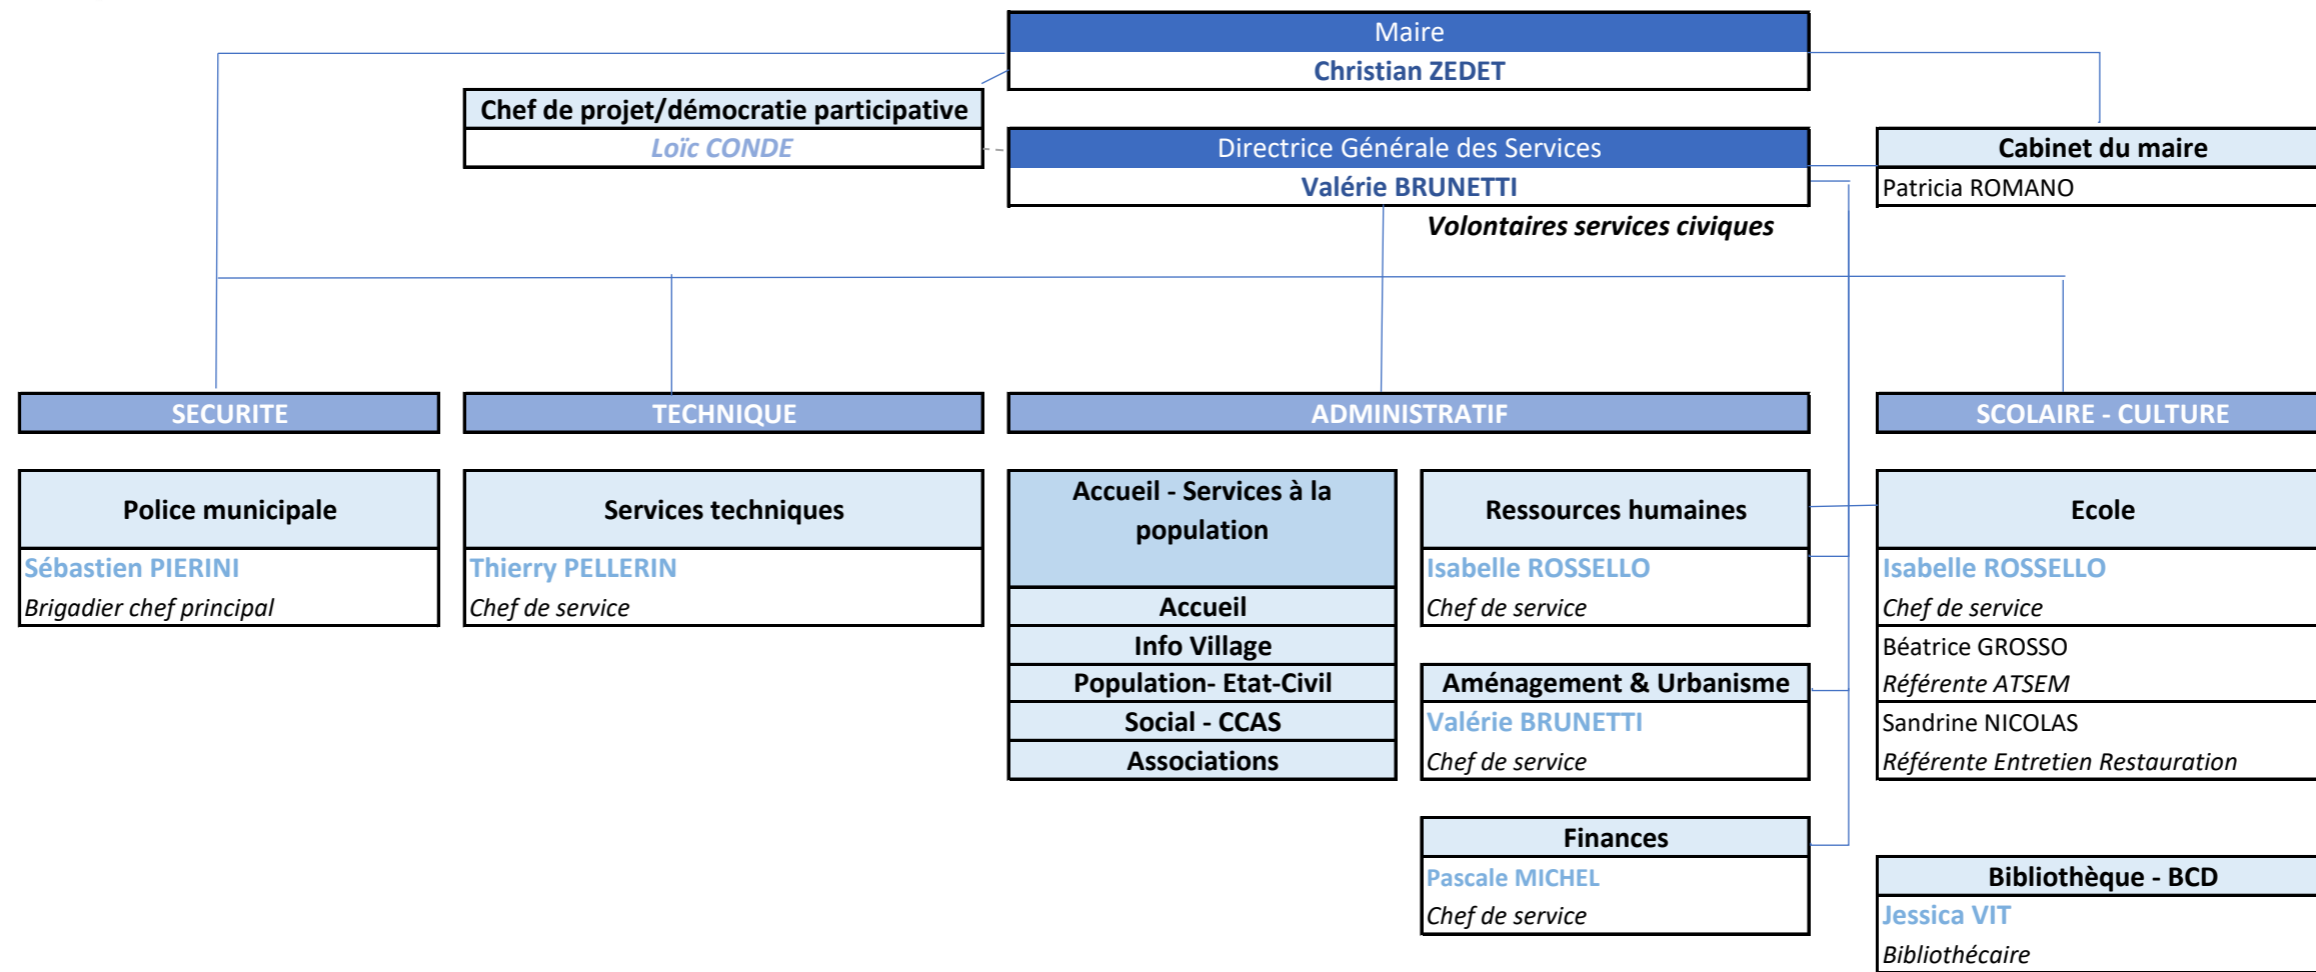 Maire
Christian ZEDET
Chef de projet/démocratie participative
Loïc CONDE
Directrice Générale des Services
Valérie BRUNETTI
Volontaires services civiques
Cabinet du maire
Patricia ROMANO
SECURITE
TECHNIQUE
ADMINISTRATIF
SCOLAIRE - CULTURE
Police municipale
Sébastien PIERINI
Brigadier chef principal
Services techniques
Thierry PELLERIN
Chef de service
Accueil - Services à la
population
Accueil
Info Village
Population- Etat-Civil
Social - CCAS
Associations
Ressources humaines
Isabelle ROSSELLO
Chef de service
Aménagement & Urbanisme
Valérie BRUNETTI
Chef de service
Finances
Pascale MICHEL
Chef de service
Ecole
Isabelle ROSSELLO
Chef de service
Béatrice GROSSO
Référente ATSEM
Sandrine NICOLAS
Référente Entretien Restauration
Bibliothèque - BCD
Jessica VIT
Bibliothécaire